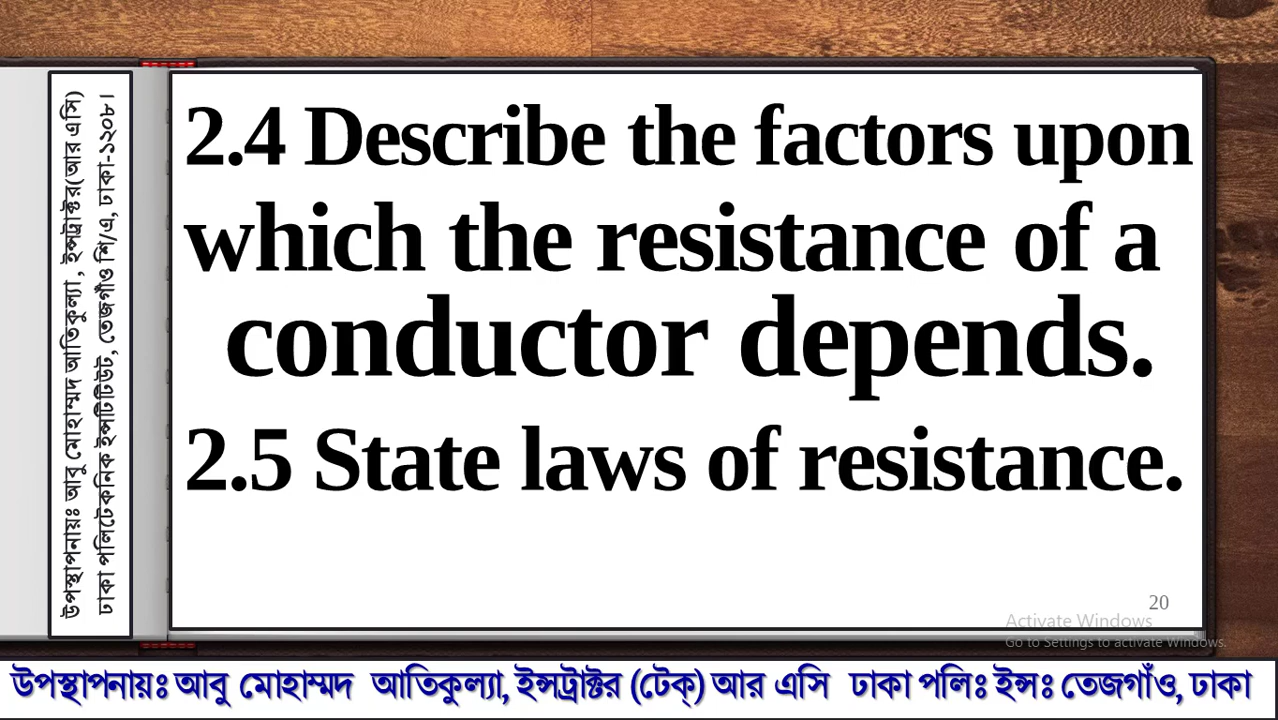 উপস্থাপনায়ঃ আবু মোহাম্মদ আতিকুল্যা , ইন্সট্রাক্টর(আর এসি)
ঢাকা পলিটেকনিক ইন্সটিটিউট, তেজগাঁও শি/এ, ঢাকা-১২০৮।
2.4 Describe the factors upon
which the resistance of a
conductor depends.
2.5 State laws of resistance.
20
Activate Windows
Go to Settings to activate Windows.
উপস্থাপনায়ঃ আবু মোহাম্মদ আতিকুল্যা, ইন্সট্রাক্টর (টেক্) আর এসি ঢাকা পলিঃ ইন্সঃ তেজগাঁও, ঢাকা